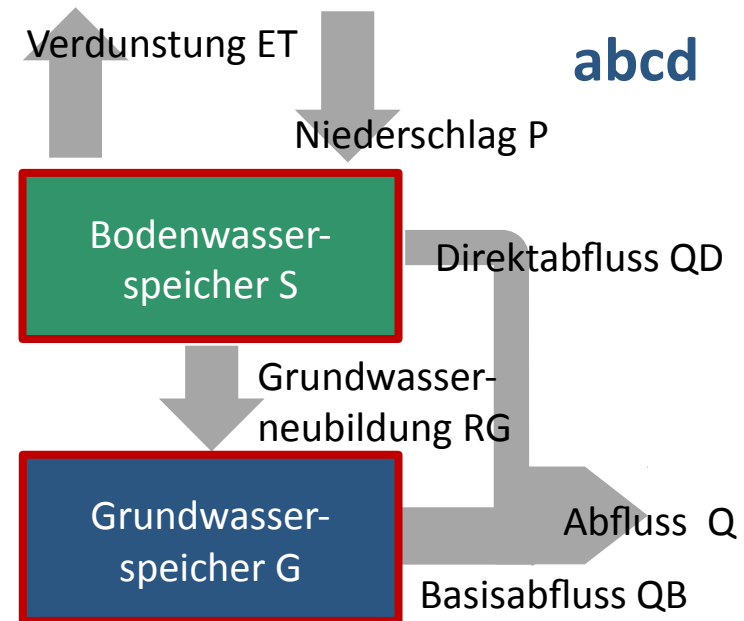 Verdunstung ET
abcd
Niederschlag P
Bodenwasser-
speicher S
Direktabfluss QD
Grundwasser-
neubildung RG
Grundwasser-
speicher G
Abfluss Q
Basisabfluss QB